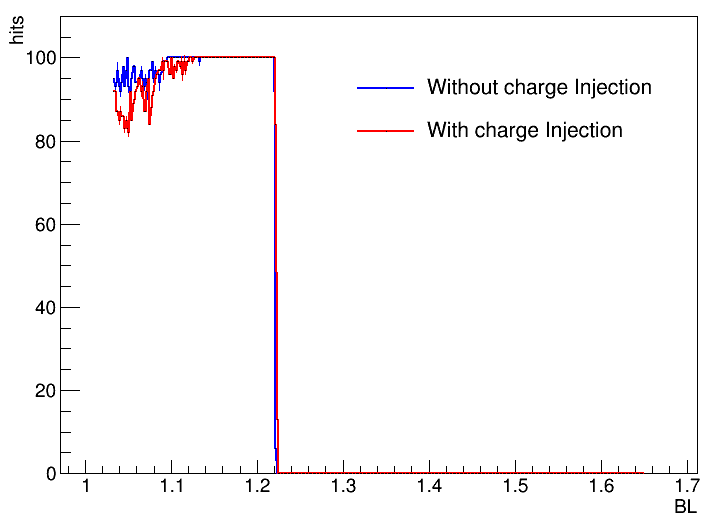 hits
100
80
60
40
20
0
Without charge Injection
With charge Injection
1 1.1 1.2 1.3 1.4 1.5 1.6 1.7
BL